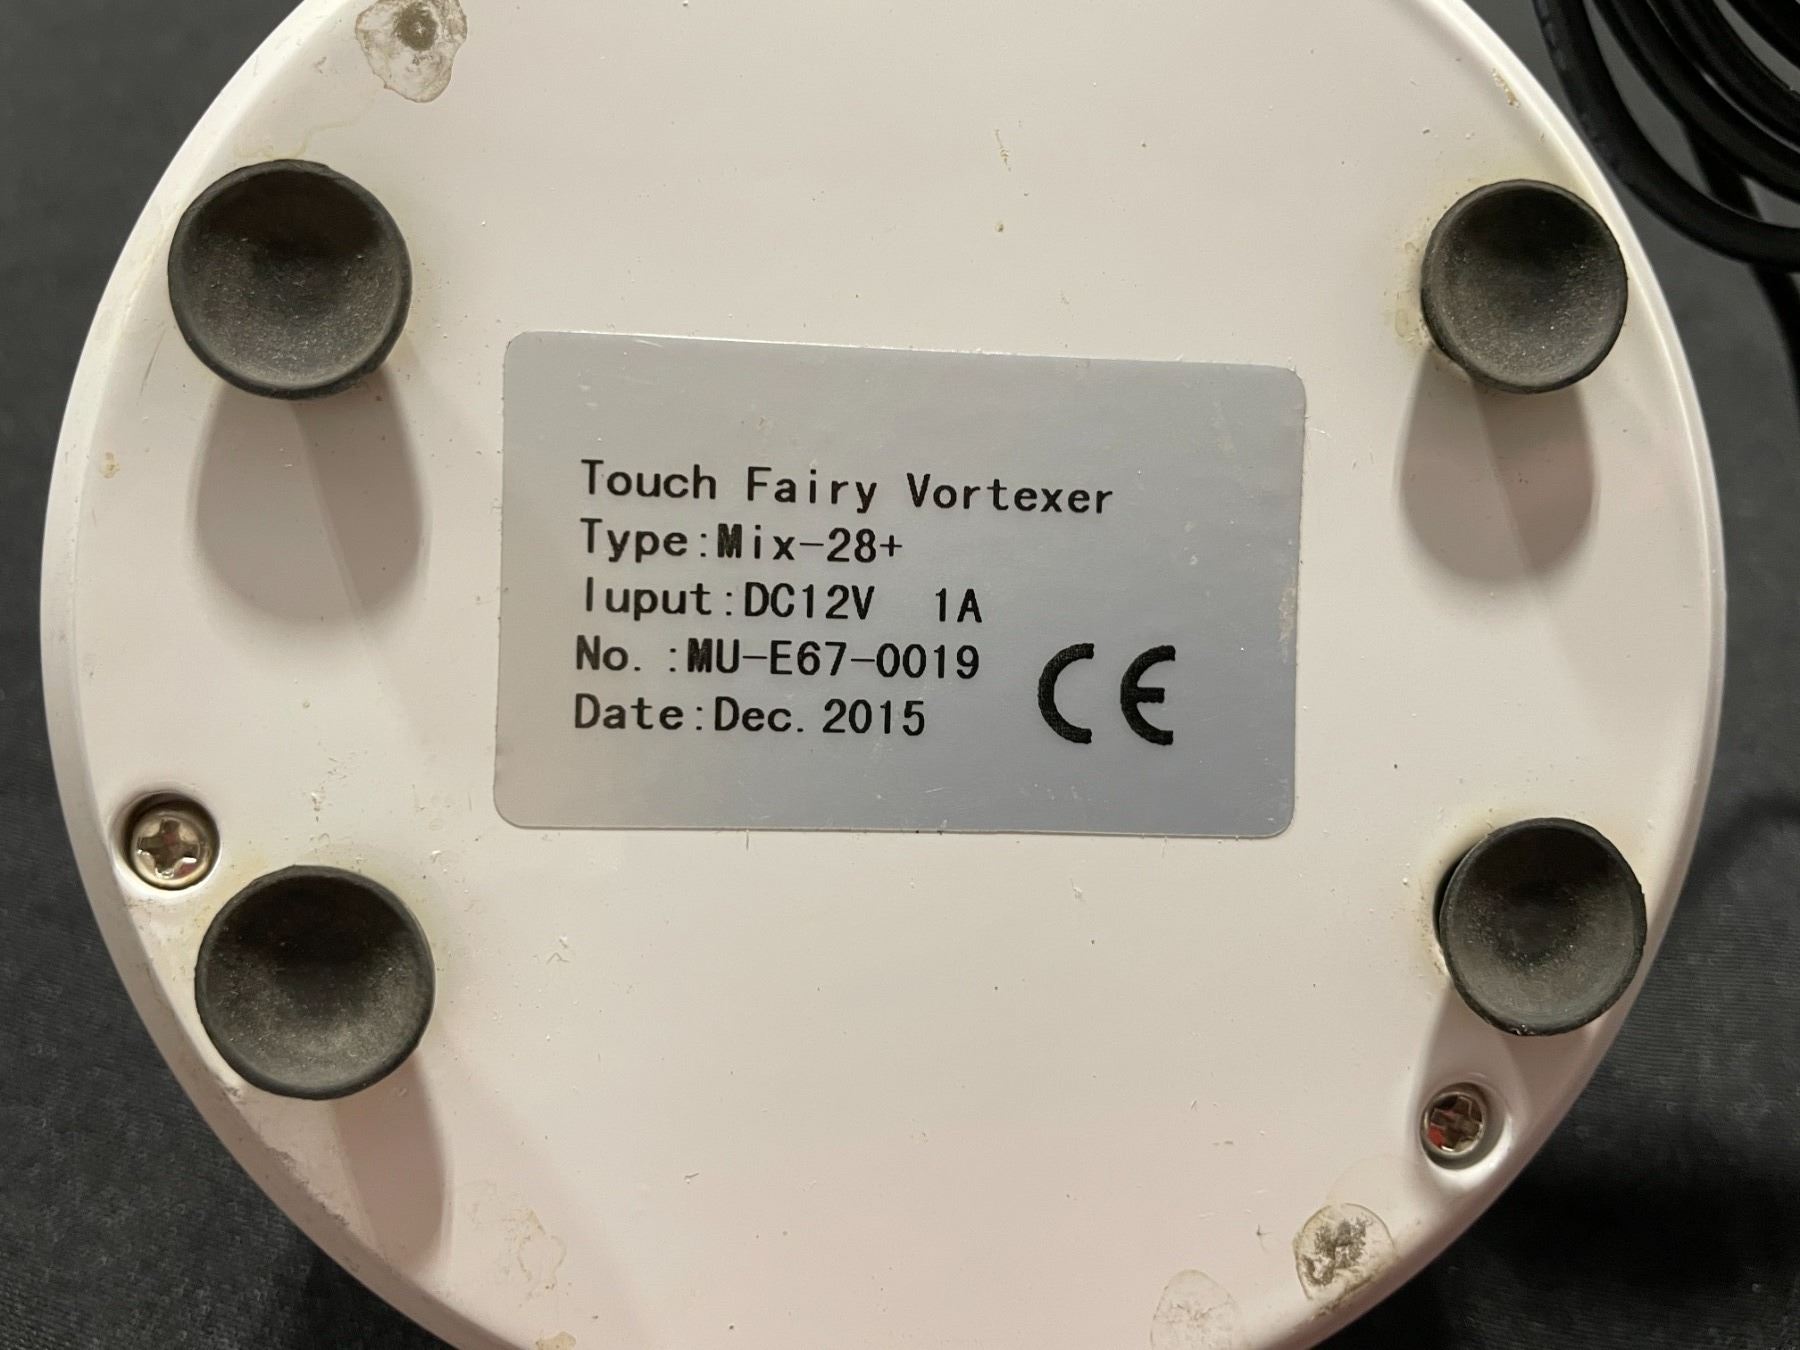 Touch Fairy Vortexer
Type:Mix-28+
Iuput:DC12V 1A
No.:MU-E67-0019
Date:Dec.2015
CE